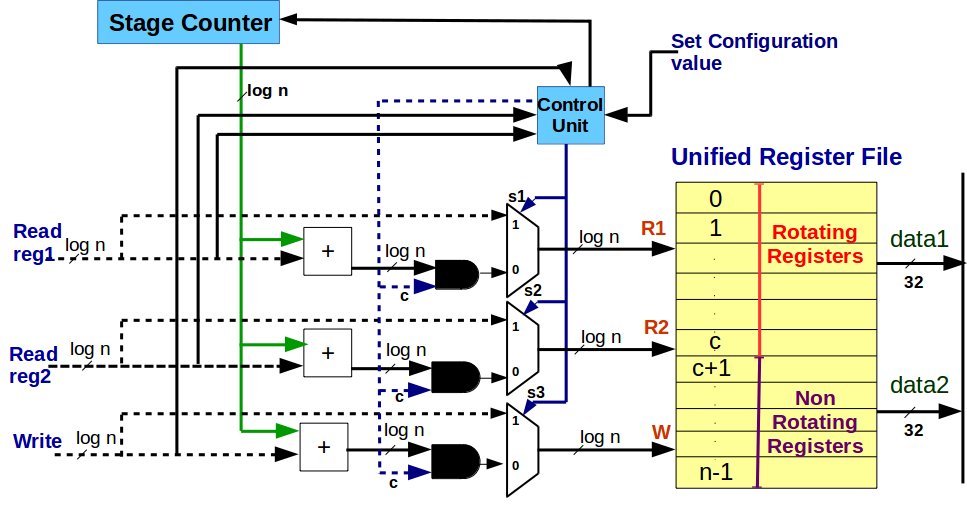 Stage Counter
Set Configuration
value
log n
Control
Unit
Unified Register File
s1
0
1
1
Read
reg1
log n
+
log n
log n
R1
Rotating
Registers
data1
0
c
32
s2
1
R2
Read
reg2
log n
+
log n
log n
c
0
c+1
c
s3
data2
Non
Rotating
Registers
32
1
Write
log n
+
log n
log n
W
0
n-1
c